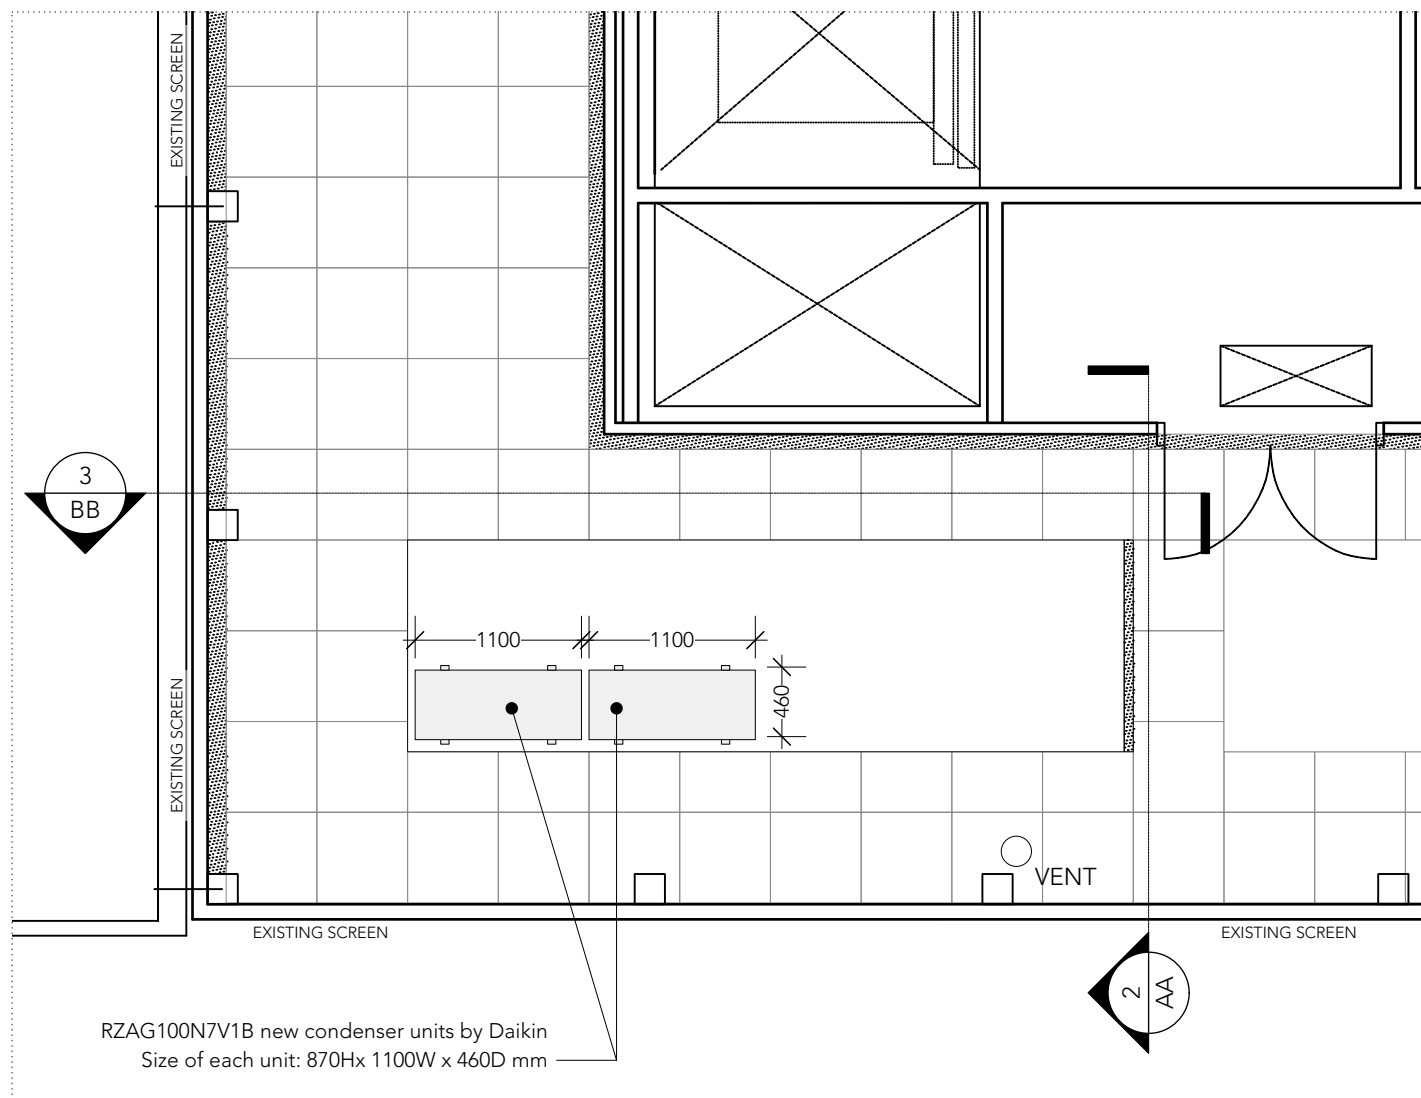 EXISTING SCREEN
3
BB
1100
1100
460
EXISTING SCREEN
VENT
EXISTING SCREEN
EXISTING SCREEN
2
AA
RZAG100N7V1B new condenser units by Daikin
Size of each unit: 870Hx 1100W x 460D mm